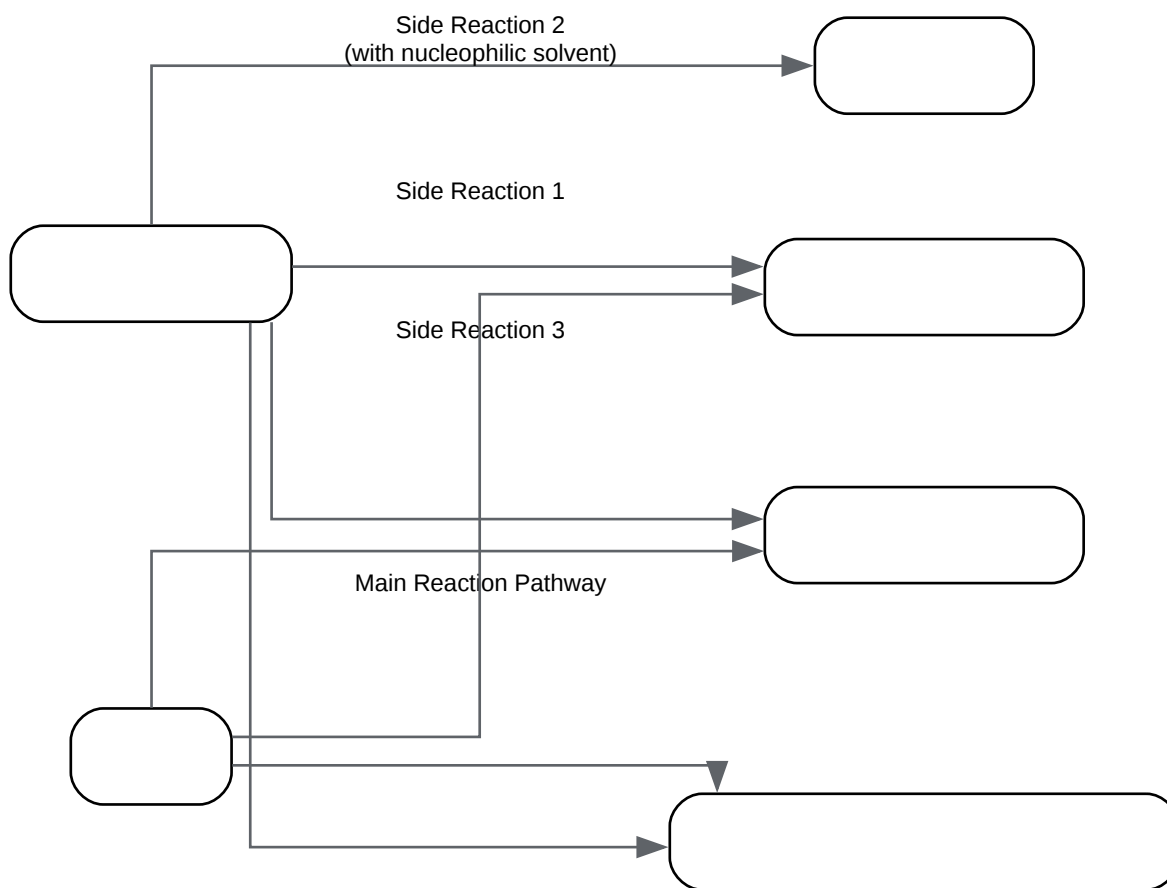 Side Reaction 2
(with nucleophilic solvent)
Side Reaction 1
Side Reaction 3
Main Reaction Pathway